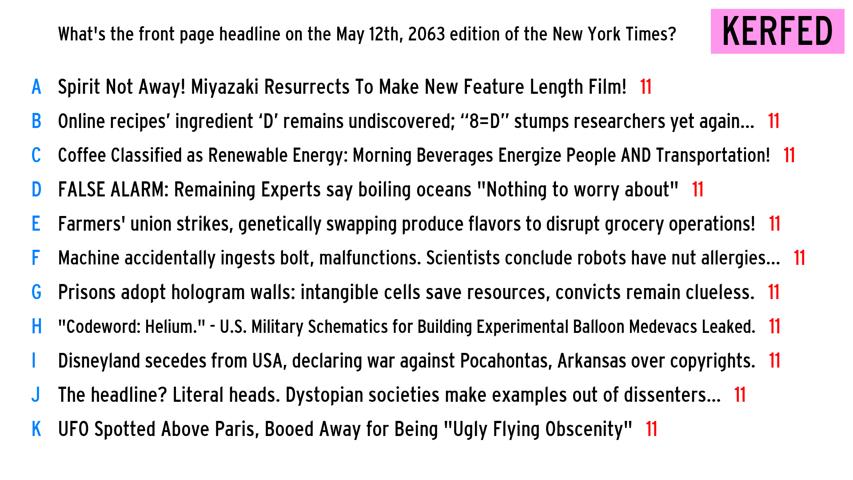 What's the front page headline on the May 12th, 2063 edition of the New York Times?
KERFED
A Spirit Not Away! Miyazaki Resurrects To Make New Feature Length Film! 11
B Online recipes’ ingredient ‘D’ remains undiscovered; “8=D” stumps researchers yet again... 11
C Coffee Classified as Renewable Energy: Morning Beverages Energize People AND Transportation! 11
D FALSE ALARM: Remaining Experts say boiling oceans "Nothing to worry about" 11
E Farmers' union strikes, genetically swapping produce flavors to disrupt grocery operations! 11
F Machine accidentally ingests bolt, malfunctions. Scientists conclude robots have nut allergies... 11
G Prisons adopt hologram walls: intangible cells save resources, convicts remain clueless. 11
H "Codeword: Helium." - U.S. Military Schematics for Building Experimental Balloon Medevacs Leaked. 11
I Disneyland secedes from USA, declaring war against Pocahontas, Arkansas over copyrights. 11
J The headline? Literal heads. Dystopian societies make examples out of dissenters... 11
K UFO Spotted Above Paris, Booed Away for Being "Ugly Flying Obscenity" 11